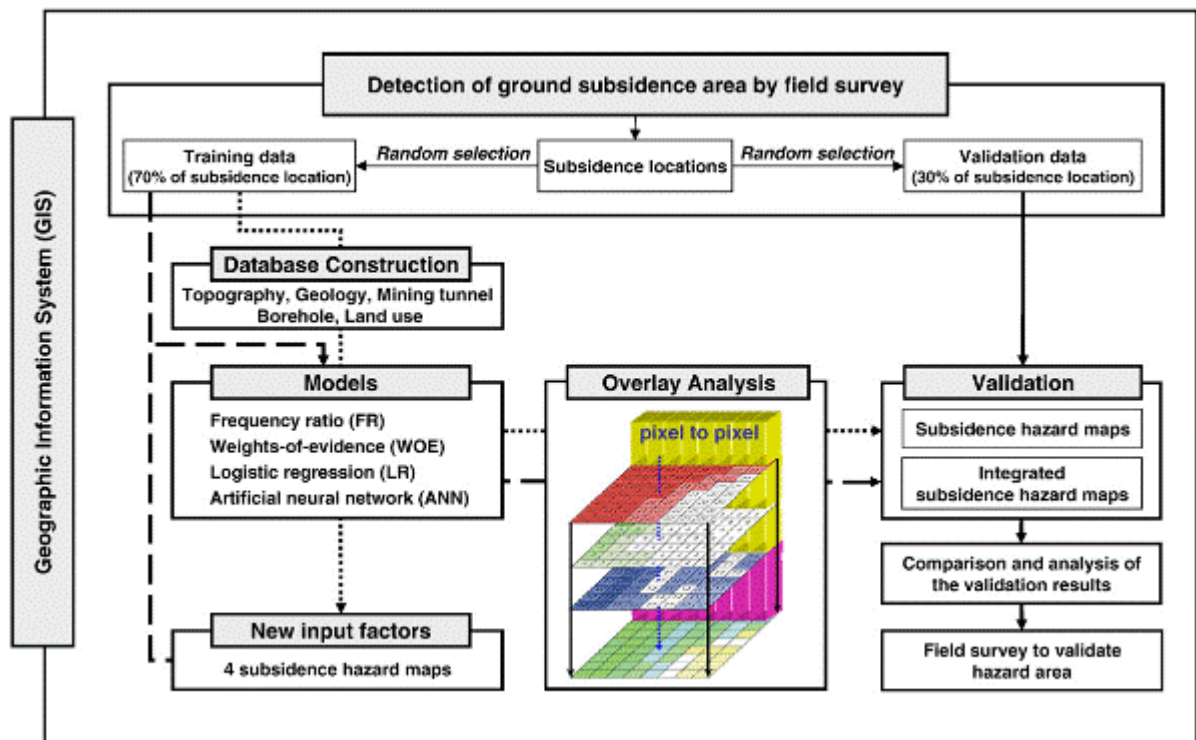 Geographic Information System (GIS)
Detection of ground subsidence area by field survey
Training data
(70% of subsidence location)
Random selection
Subsidence locations
Random selection
Validation data
(30% of subsidence location)
Database Construction
Topography, Geology, Mining tunnel
Borehole, Land use
Models
Frequency ratio (FR)
Weights-of-evidence (WOE)
Logistic regression (LR)
Artificial neural network (ANN)
New input factors
4 subsidence hazard maps
Overlay Analysis
pixel to pixel
Validation
Subsidence hazard maps
Integrated
subsidence hazard maps
Comparison and analysis of
the validation results
Field survey to validate
hazard area